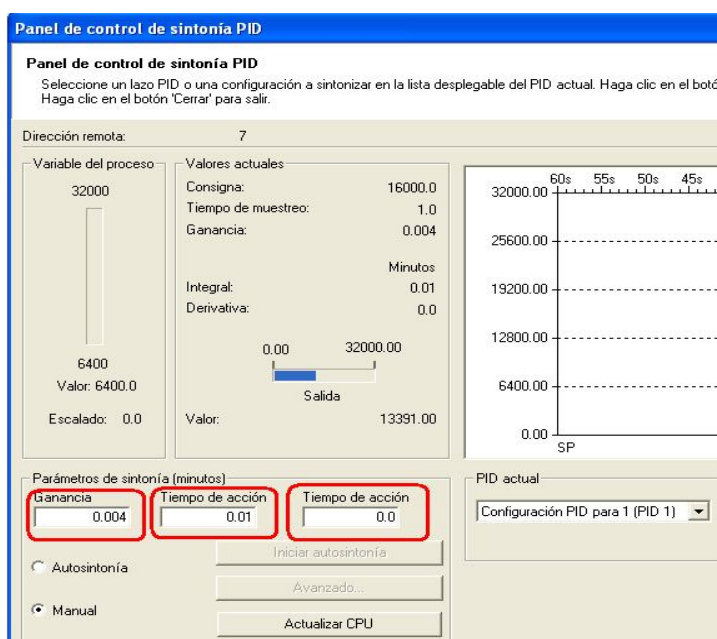 Panel de control de sintonía PID
Panel de control de sintonía PID
Seleccione un lazo PID o una configuración a sintonizar en la lista desplegable del PID actual. Haga clic en el botó
Haga clic en el botón 'Cerrar' para salir.
Dirección remota: 7
Variable del proceso
32000
6400
Valor: 6400.0
Escalado: 0.0
Valores actuales
Consigna: 16000.0
Tiempo de muestreo: 1.0
Ganancia: 0.004
Minutos
Integral: 0.01
Derivativa: 0.0
0.00 32000.00
Salida
Valor: 13391.00
60s 55s 50s 45s
32000.00
25600.00
19200.00
12800.00
6400.00
0.00
SP
Parámetros de sintonía (minutos)
Ganancia Tiempo de acción Tiempo de acción
0.004 0.01 0.0
Autosintonía
Manual
Iniciar autosintonía
Avanzado...
Actualizar CPU
PID actual
Configuración PID para 1 (PID 1)